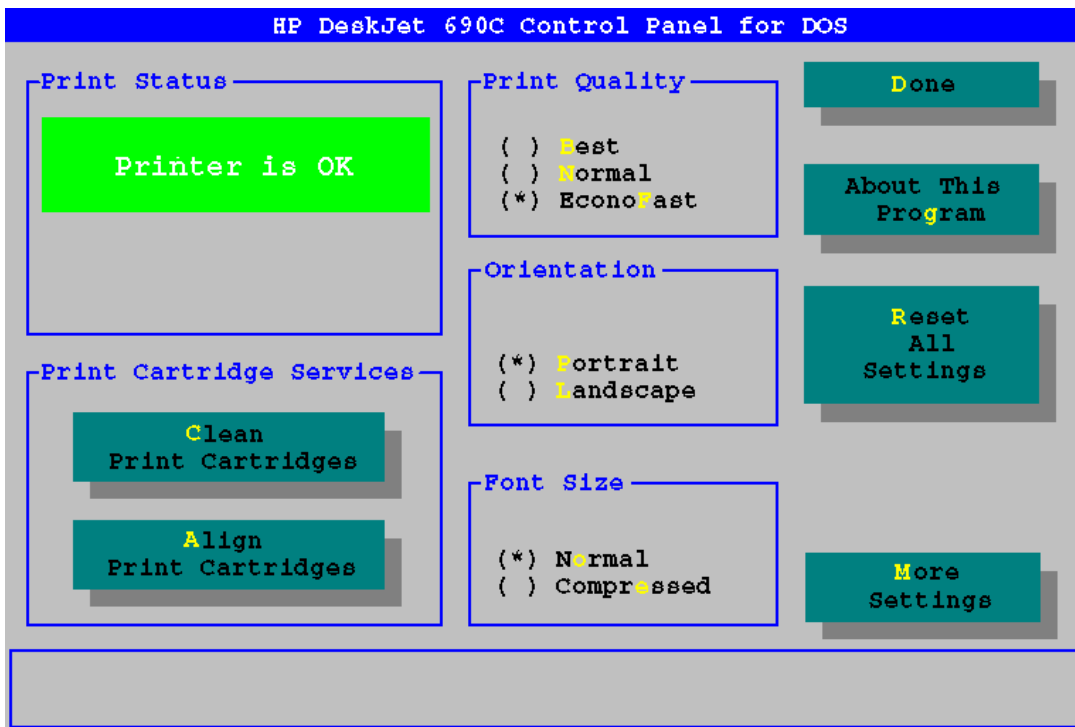 HP DeskJet 690C Control Panel for DOS
Print Status
Printer is OK
Print Cartridge Services
Clean
Print Cartridges
Align
Print Cartridges
Print Quality
( ) Best
( ) Normal
(*) EconoFast
Orientation
(*) Portrait
( ) Landscape
Font Size
(*) Normal
( ) Compressed
Done
About This
Program
Reset
All
Settings
More
Settings